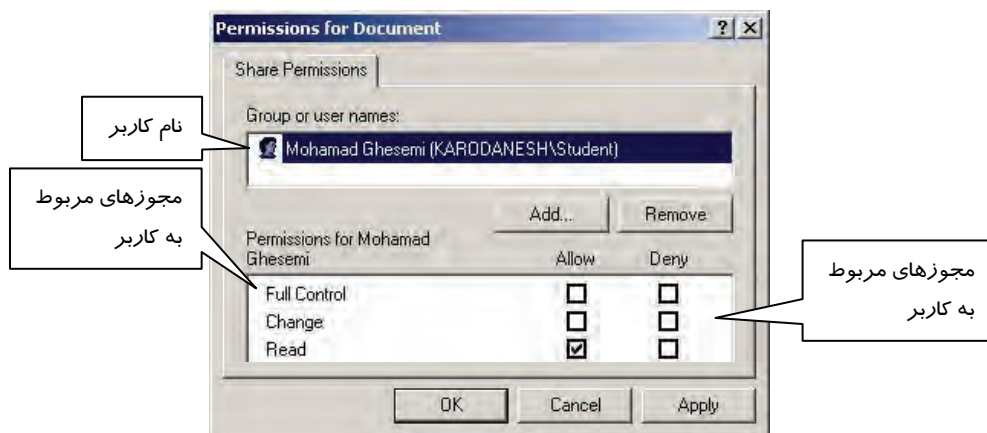 Permissions for Document
Share Permissions
Group or user names:
نام کاربر
Mohamad Ghesemi (KARODANESH\Student)
Add... Remove
مجوزهای مربوط
به کاربر
Permissions for Mohamad
Ghesemi Allow Deny
مجوزهای مربوط
به کاربر
Full Control
Change
Read
OK Cancel Apply